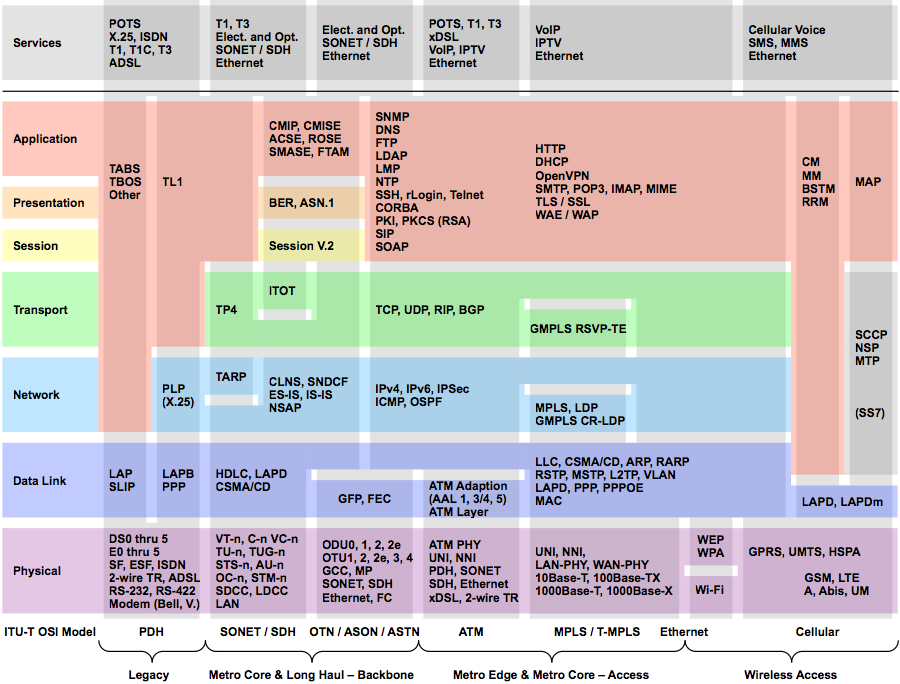 Services
POTS
X.25, ISDN
T1, T1C, T3
ADSL
T1, T3
Elect. and Opt.
SONET / SDH
Ethernet
Elect. and Opt.
SONET / SDH
Ethernet
POTS, T1, T3
xDSL
VoIP, IPTV
Ethernet
VoIP
IPTV
Ethernet
Cellular Voice
SMS, MMS
Ethernet
Application
Presentation
Session
TABS
TBOS
Other
TL1
CMIP, CMISE
ACSE, ROSE
SMASE, FTAM
BER, ASN.1
Session V.2
SNMP
DNS
FTP
LDAP
LMP
NTP
SSH, rLogin, Telnet
CORBA
PKI, PKCS (RSA)
SIP
SOAP
HTTP
DHCP
OpenVPN
SMTP, POP3, IMAP, MIME
TLS / SSL
WAE / WAP
CM
MM
BSTM
RRM
MAP
Transport
TP4
ITOT
TCP, UDP, RIP, BGP
GMPLS RSVP-TE
SCCP
NSP
MTP
(SS7)
Network
PLP
(X.25)
TARP
CLNS, SNDCF
ES-IS, IS-IS
NSAP
IPv4, IPv6, IPSec
ICMP, OSPF
MPLS, LDP
GMPLS CR-LDP
Data Link
LAP
SLIP
LAPB
PPP
HDLC, LAPD
CSMA/CD
GFP, FEC
ATM Adaption
(AAL 1, 3/4, 5)
ATM Layer
LLC, CSMA/CD, ARP, RARP
RSTP, MSTP, L2TP, VLAN
LAPD, PPP, PPPOE
MAC
LAPD, LAPDm
Physical
DS0 thru 5
E0 thru 5
SF, ESF, ISDN
2-wire TR, ADSL
RS-232, RS-422
Modem (Bell, V.)
VT-n, C-n VC-n
TU-n, TUG-n
STS-n, AU-n
OC-n, STM-n
SDCC, LDCC
LAN
ODU0, 1, 2, 2e
OTU1, 2, 2e, 3, 4
GCC, MP
SONET, SDH
Ethernet, FC
ATM PHY
UNI, NNI
PDH, SONET
SDH, Ethernet
xDSL, 2-wire TR
UNI, NNI,
LAN-PHY, WAN-PHY
10Base-T, 100Base-TX
1000Base-T, 1000Base-X
WEP
WPA
Wi-Fi
GPRS, UMTS, HSPA
GSM, LTE
A, Abis, UM
ITU-T OSI Model
PDH
SONET / SDH
OTN / ASON / ASTN
ATM
MPLS / T-MPLS
Ethernet
Cellular
Legacy
Metro Core & Long Haul – Backbone
Metro Edge & Metro Core – Access
Wireless Access